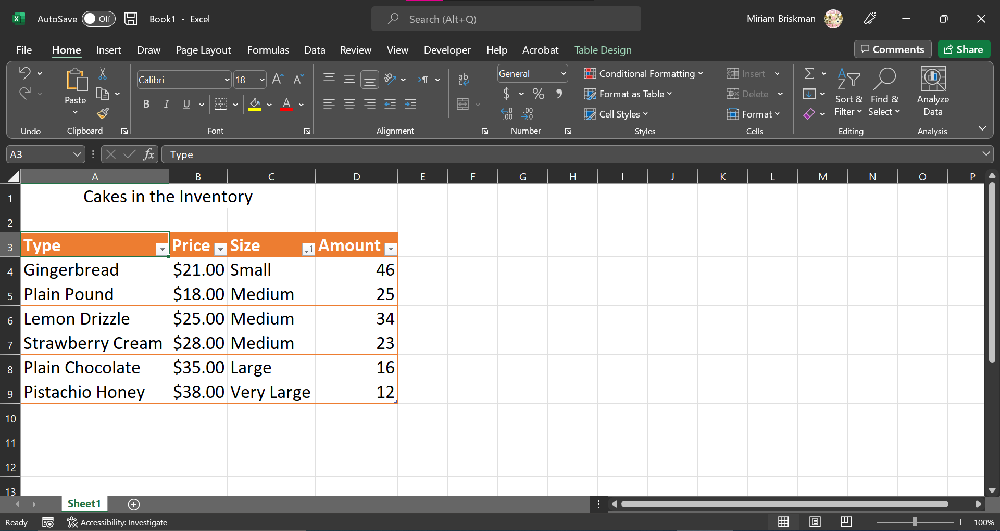 AutoSave Off Book1 - Excel Search (Alt+Q) Miriam Briskman
File Home Insert Draw Page Layout Formulas Data Review View Developer Help Acrobat Table Design Comments Share
Calibri 18 General Conditional Formatting Insert
Paste Format as Table Delete Sort & Filter Find & Select Analyze Data
Cell Styles Format
Undo Clipboard Font Alignment Number Styles Cells Editing Analysis
A3 fx Type
A B C D E F G H I J K L M N O P
1 Cakes in the Inventory
2
3 Type Price Size Amount
4 Gingerbread $21.00 Small 46
5 Plain Pound $18.00 Medium 25
6 Lemon Drizzle $25.00 Medium 34
7 Strawberry Cream $28.00 Medium 23
8 Plain Chocolate $35.00 Large 16
9 Pistachio Honey $38.00 Very Large 12
10
11
12
13
Sheet1
Ready Accessibility: Investigate 100%